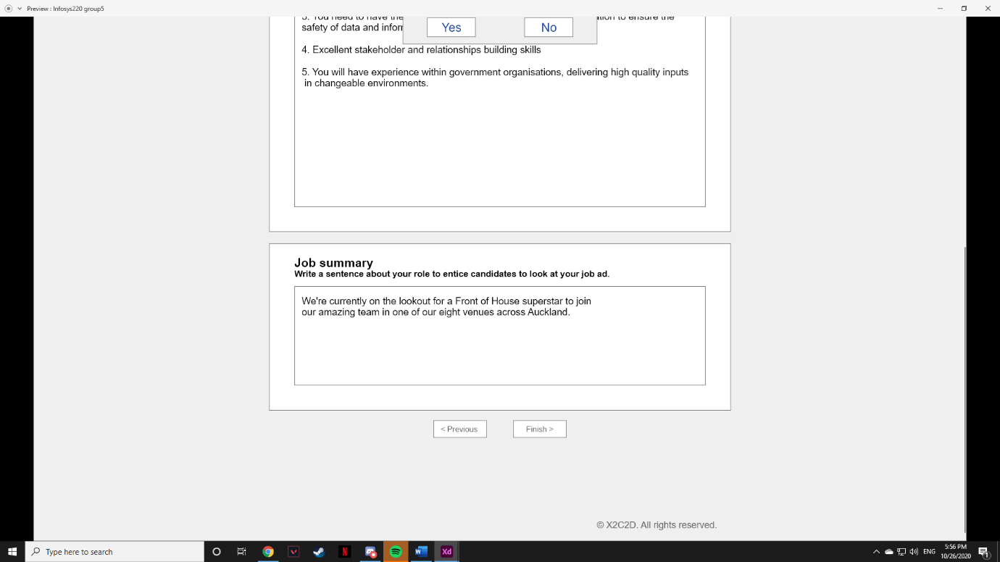 Preview : Infosys220 group5
3. You need to have the
ition to ensure the
safety of data and inforr
Yes
No
4. Excellent stakeholder and relationships building skills
5. You will have experience within government organisations, delivering high quality inputs
in changeable environments.
Job summary
Write a sentence about your role to entice candidates to look at your job ad.
We're currently on the lookout for a Front of House superstar to join
our amazing team in one of our eight venues across Auckland.
< Previous
Finish >
© X2C2D. All rights reserved.
Type here to search
N
W
Xd
ENG
5:56 PM
10/26/2020
1